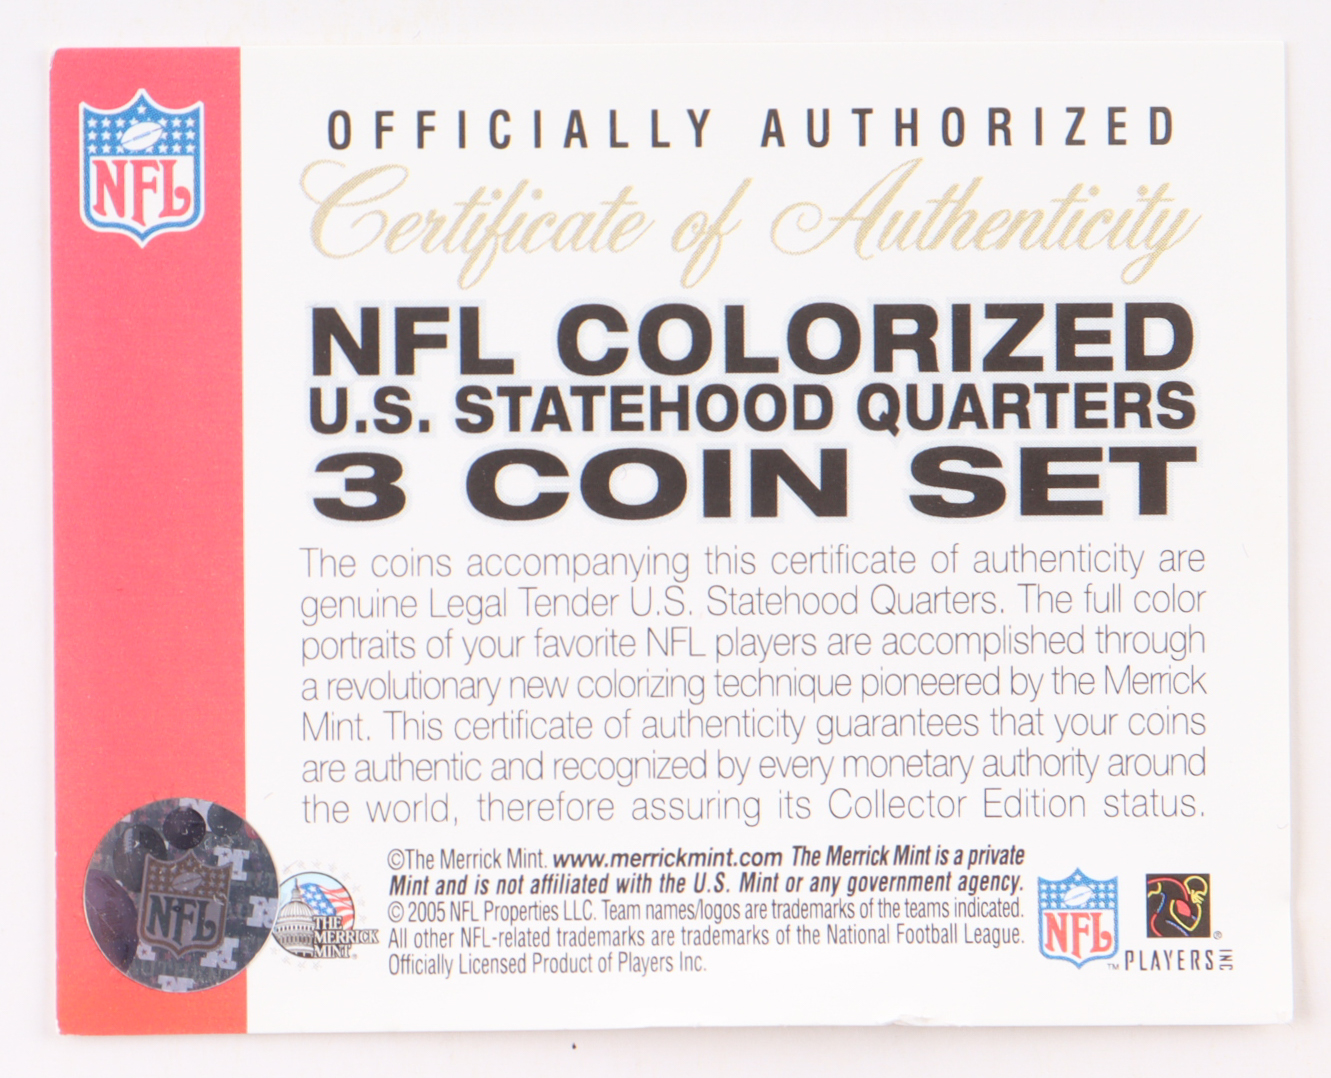 NFL
OFFICIALLY AUTHORIZED
Certificate of Authenticity
NFL COLORIZED
U.S. STATEHOOD QUARTERS
3 COIN SET
The coins accompanying this certificate of authenticity are
genuine Legal Tender U.S. Statehood Quarters. The full color
portraits of your favorite NFL players are accomplished through
a revolutionary new colorizing technique pioneered by the Merrick
Mint. This certificate of authenticity guarantees that your coins
are authentic and recognized by every monetary authority around
the world, therefore assuring its Collector Edition status.
NFL
THE
MERRICK
MINT
©The Merrick Mint. www.merrickmint.com The Merrick Mint is a private
Mint and is not affiliated with the U.S. Mint or any government agency.
© 2005 NFL Properties LLC. Team names/logos are trademarks of the teams indicated.
All other NFL-related trademarks are trademarks of the National Football League.
Officially Licensed Product of Players Inc.
NFL
TM
PLAYERS INC
®